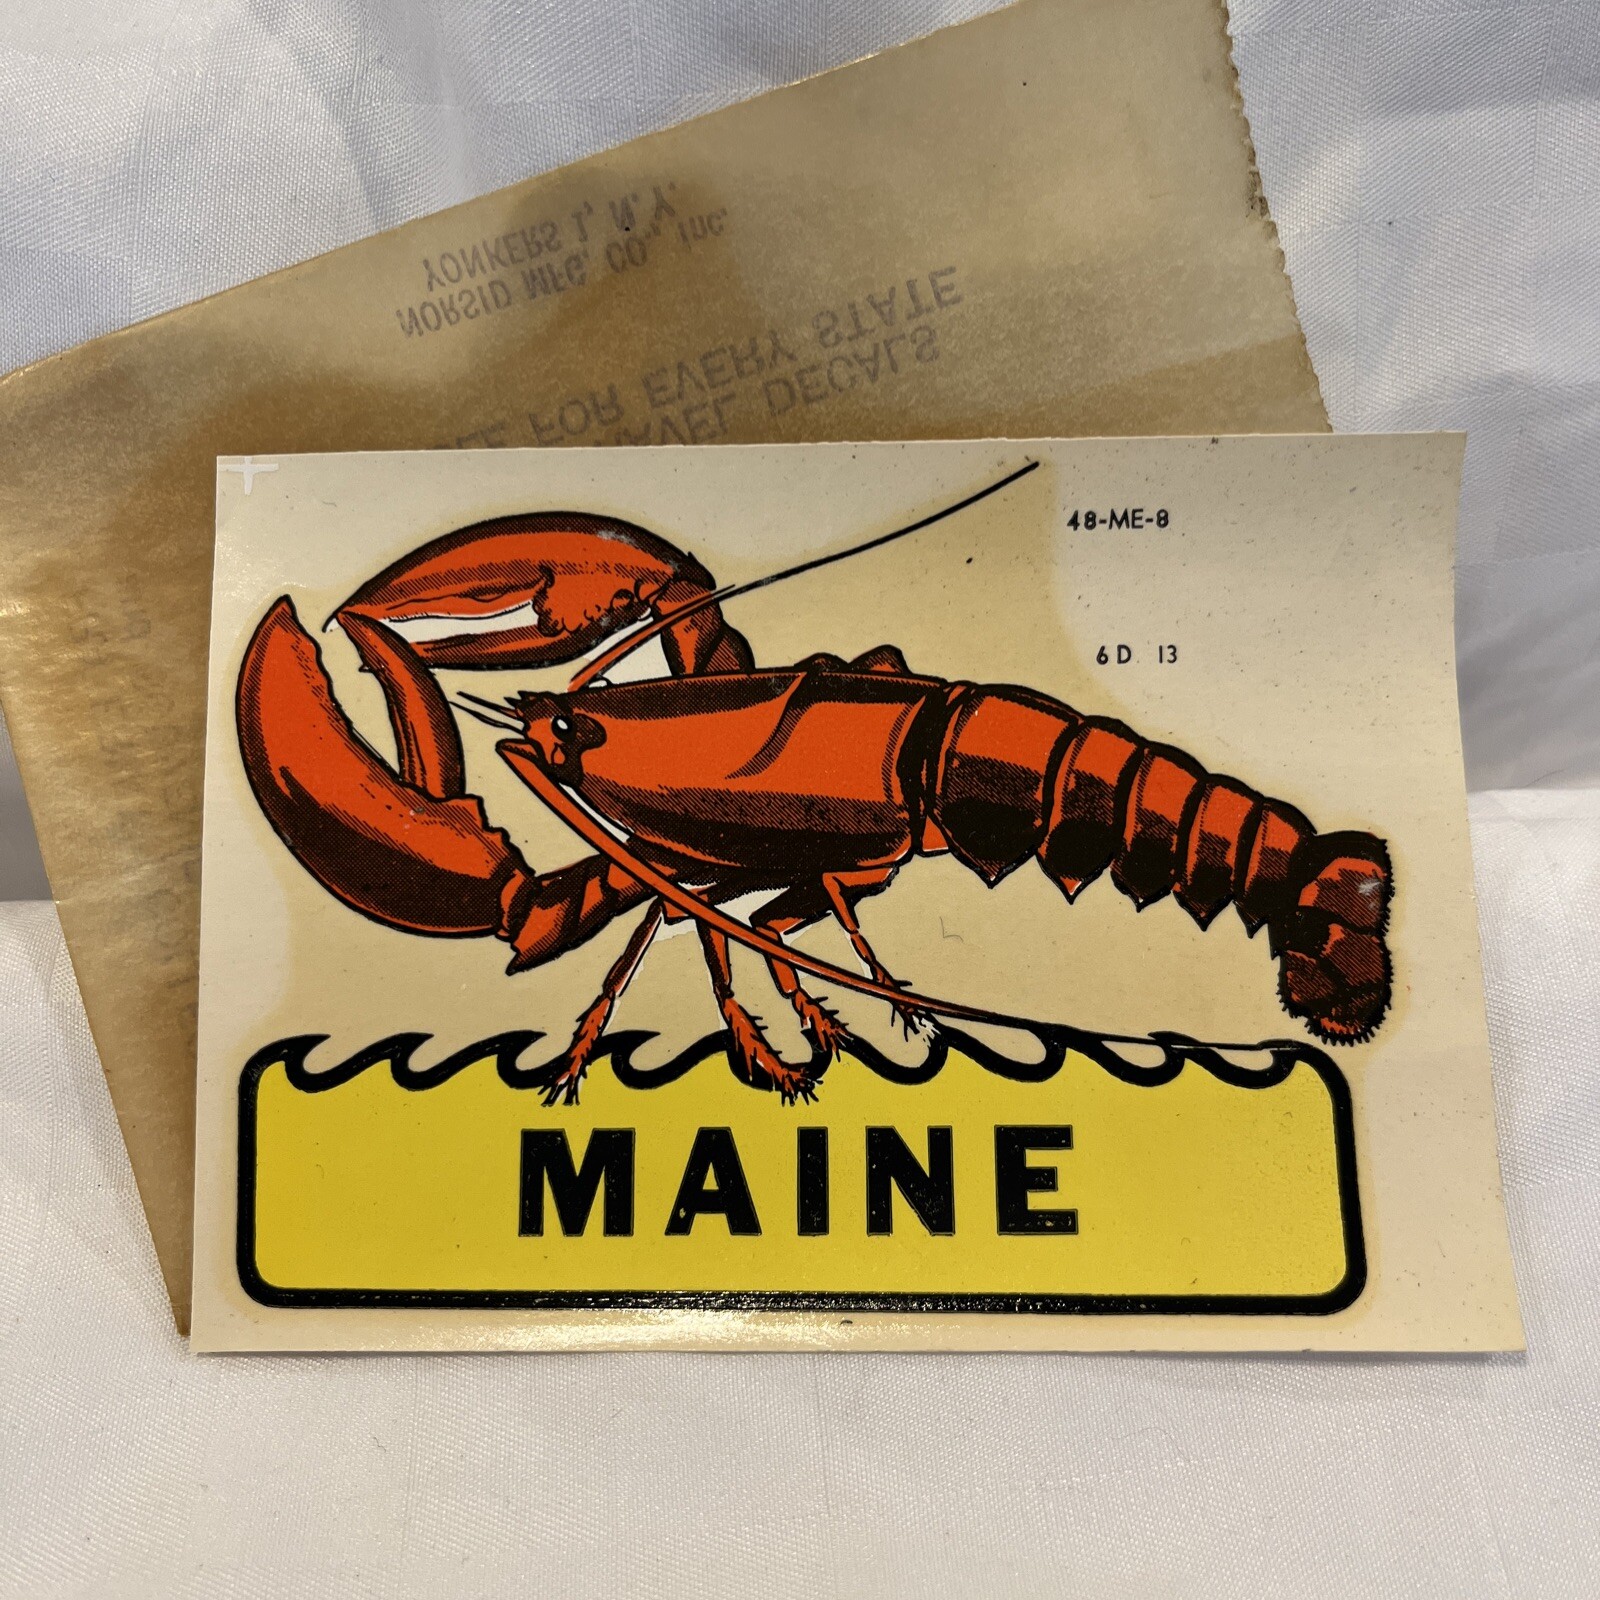 YONKERS 1, N.Y.
NORSID MFG. CO., Inc.
FOR EVERY STATE
DECALS
48-ME-8
6D 13
MAINE